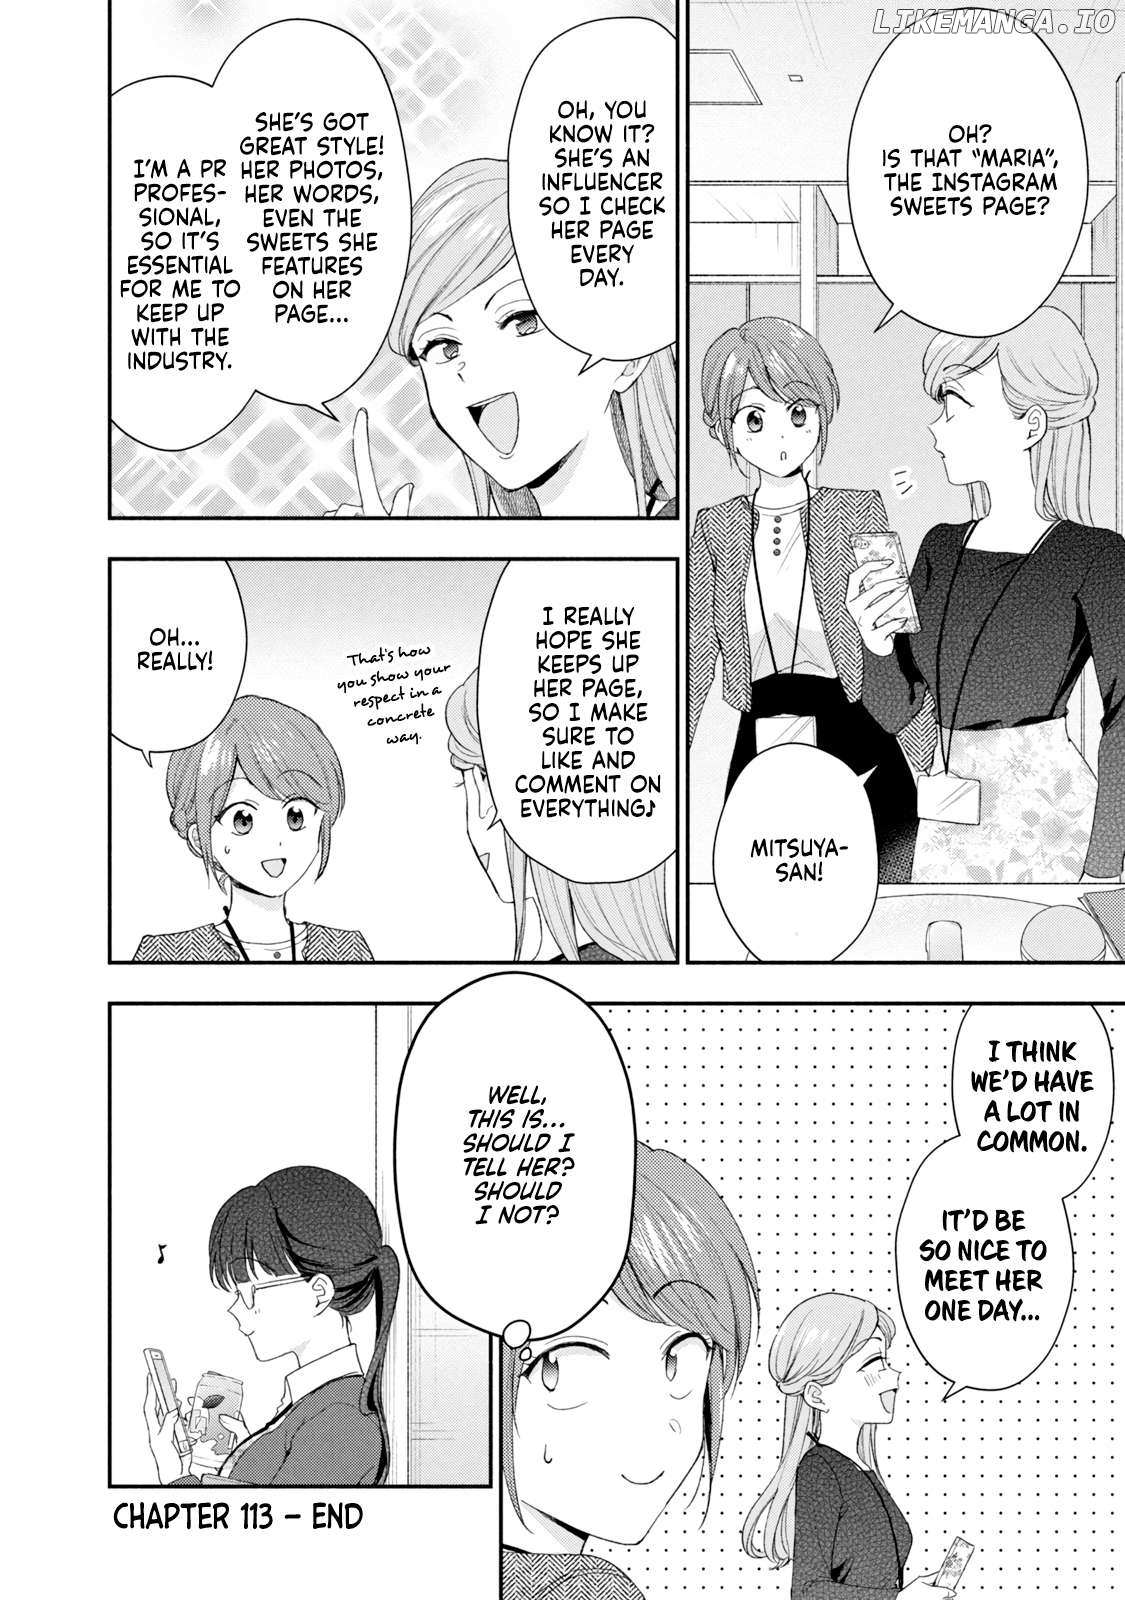 LIKEMANGA.IO
OH?
IS THAT "MARIA",
THE INSTAGRAM
SWEETS PAGE?
MITSUYA-
SAN!
OH, YOU
KNOW IT?
SHE'S AN
INFLUENCER
SO I CHECK
HER PAGE
EVERY
DAY.
SHE'S GOT
GREAT STYLE!
HER PHOTOS,
HER WORDS,
EVEN THE
SWEETS SHE
FEATURES
ON HER
PAGE...
I'M A PR
PROFES-
SIONAL,
SO IT'S
ESSENTIAL
FOR ME TO
KEEP UP
WITH THE
INDUSTRY.
I REALLY
HOPE SHE
KEEPS UP
HER PAGE,
SO I MAKE
SURE TO
LIKE AND
COMMENT ON
EVERYTHING♪
That's how
you show your
respect in a
concrete
way.
OH...
REALLY!
I THINK
WE'D HAVE
A LOT IN
COMMON.
IT'D BE
SO NICE TO
MEET HER
ONE DAY...
WELL,
THIS IS...
SHOULD I
TELL HER?
SHOULD
I NOT?
♪
CHAPTER 113 – END